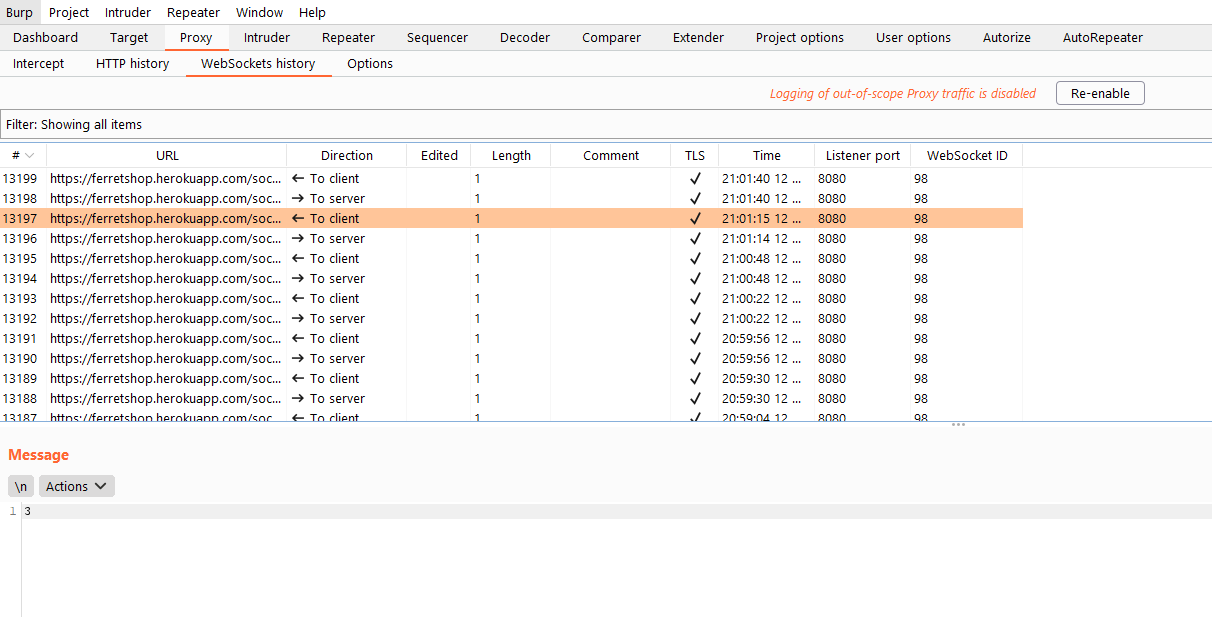 Burp Project Intruder Repeater Window Help
Dashboard Target Proxy Intruder Repeater Sequencer Decoder Comparer Extender Project options User options Autorize AutoRepeater
Intercept HTTP history WebSockets history Options
Logging of out-of-scope Proxy traffic is disabled Re-enable
Filter: Showing all items
# URL Direction Edited Length Comment TLS Time Listener port WebSocket ID
13199 https://ferretshop.herokuapp.com/soc... ← To client 1 ✓ 21:01:40 12 ... 8080 98
13198 https://ferretshop.herokuapp.com/soc... → To server 1 ✓ 21:01:40 12 ... 8080 98
13197 https://ferretshop.herokuapp.com/soc... ← To client 1 ✓ 21:01:15 12 ... 8080 98
13196 https://ferretshop.herokuapp.com/soc... → To server 1 ✓ 21:01:14 12 ... 8080 98
13195 https://ferretshop.herokuapp.com/soc... ← To client 1 ✓ 21:00:48 12 ... 8080 98
13194 https://ferretshop.herokuapp.com/soc... → To server 1 ✓ 21:00:48 12 ... 8080 98
13193 https://ferretshop.herokuapp.com/soc... ← To client 1 ✓ 21:00:22 12 ... 8080 98
13192 https://ferretshop.herokuapp.com/soc... → To server 1 ✓ 21:00:22 12 ... 8080 98
13191 https://ferretshop.herokuapp.com/soc... ← To client 1 ✓ 20:59:56 12 ... 8080 98
13190 https://ferretshop.herokuapp.com/soc... → To server 1 ✓ 20:59:56 12 ... 8080 98
13189 https://ferretshop.herokuapp.com/soc... ← To client 1 ✓ 20:59:30 12 ... 8080 98
13188 https://ferretshop.herokuapp.com/soc... → To server 1 ✓ 20:59:30 12 ... 8080 98
13187 https://ferretshop.herokuapp.com/soc... ← To client 1 ✓ 20:59:04 12 ... 8080 98
Message
\n Actions
1 3